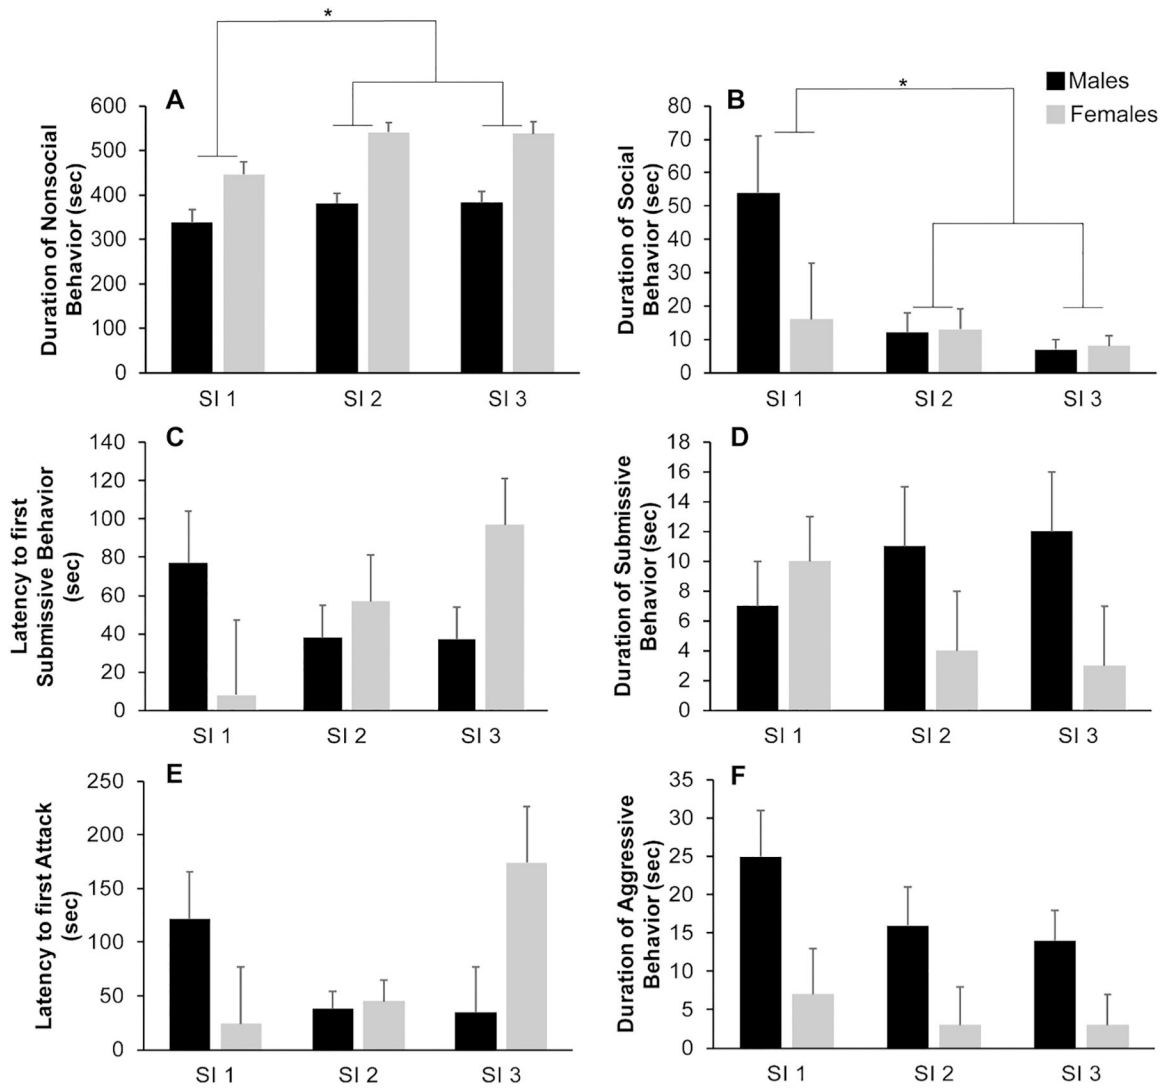 *
A
Duration of Nonsocial
Behavior (sec)
600
500
400
300
200
100
0
SI 1 SI 2 SI 3
Males
Females
*
B
Duration of Social
Behavior (sec)
80
70
60
50
40
30
20
10
0
SI 1 SI 2 SI 3
C
Latency to first
Submissive Behavior
(sec)
140
120
100
80
60
40
20
0
SI 1 SI 2 SI 3
D
Duration of Submissive
Behavior (sec)
18
16
14
12
10
8
6
4
2
0
SI 1 SI 2 SI 3
E
Latency to first Attack
(sec)
250
200
150
100
50
0
SI 1 SI 2 SI 3
F
Duration of Aggressive
Behavior (sec)
35
30
25
20
15
10
5
0
SI 1 SI 2 SI 3